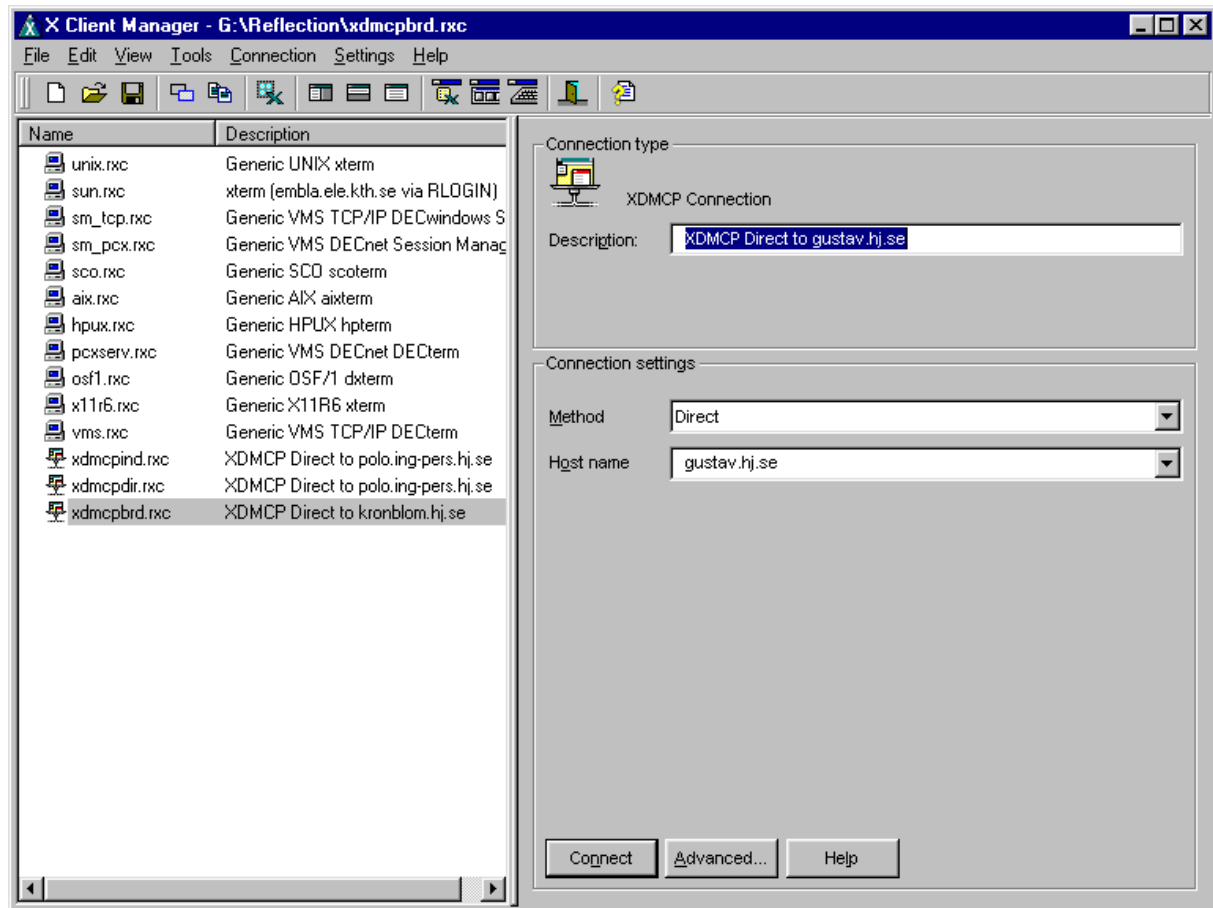 X Client Manager - G:\Reflection\xdmcpbrd.rxc
File Edit View Tools Connection Settings Help
Name Description
unix.rxc Generic UNIX xterm
sun.rxc xterm (embla.ele.kth.se via RLOGIN)
sm_tcp.rxc Generic VMS TCP/IP DECwindows S
sm_pcx.rxc Generic VMS DECnet Session Manag
sco.rxc Generic SCO scoterm
aix.rxc Generic AIX aixterm
hpux.rxc Generic HPUX hpterm
pcxserv.rxc Generic VMS DECnet DECterm
osf1.rxc Generic OSF/1 dxterm
x11r6.rxc Generic X11R6 xterm
vms.rxc Generic VMS TCP/IP DECterm
xdmcpind.rxc XDMCP Direct to polo.ing-pers.hj.se
xdmcpdir.rxc XDMCP Direct to polo.ing-pers.hj.se
xdmcpbrd.rxc XDMCP Direct to kronblom.hj.se
Connection type
XDMCP Connection
Description: XDMCP Direct to gustav.hj.se
Connection settings
Method Direct
Host name gustav.hj.se
Connect Advanced... Help